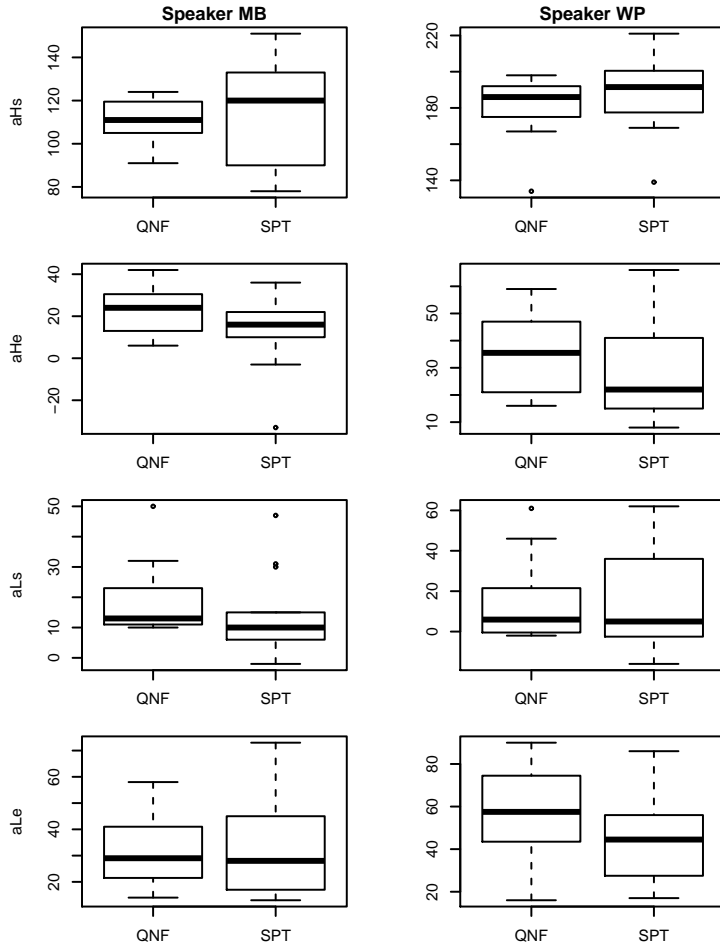 Speaker MB
Speaker WP
aHs
80
100
120
140
QNF
SPT
140
180
220
QNF
SPT
aHe
−20
0
20
40
QNF
SPT
10
30
50
QNF
SPT
aLs
0
10
30
50
QNF
SPT
0
20
40
60
QNF
SPT
aLe
20
40
60
QNF
SPT
20
40
60
80
QNF
SPT